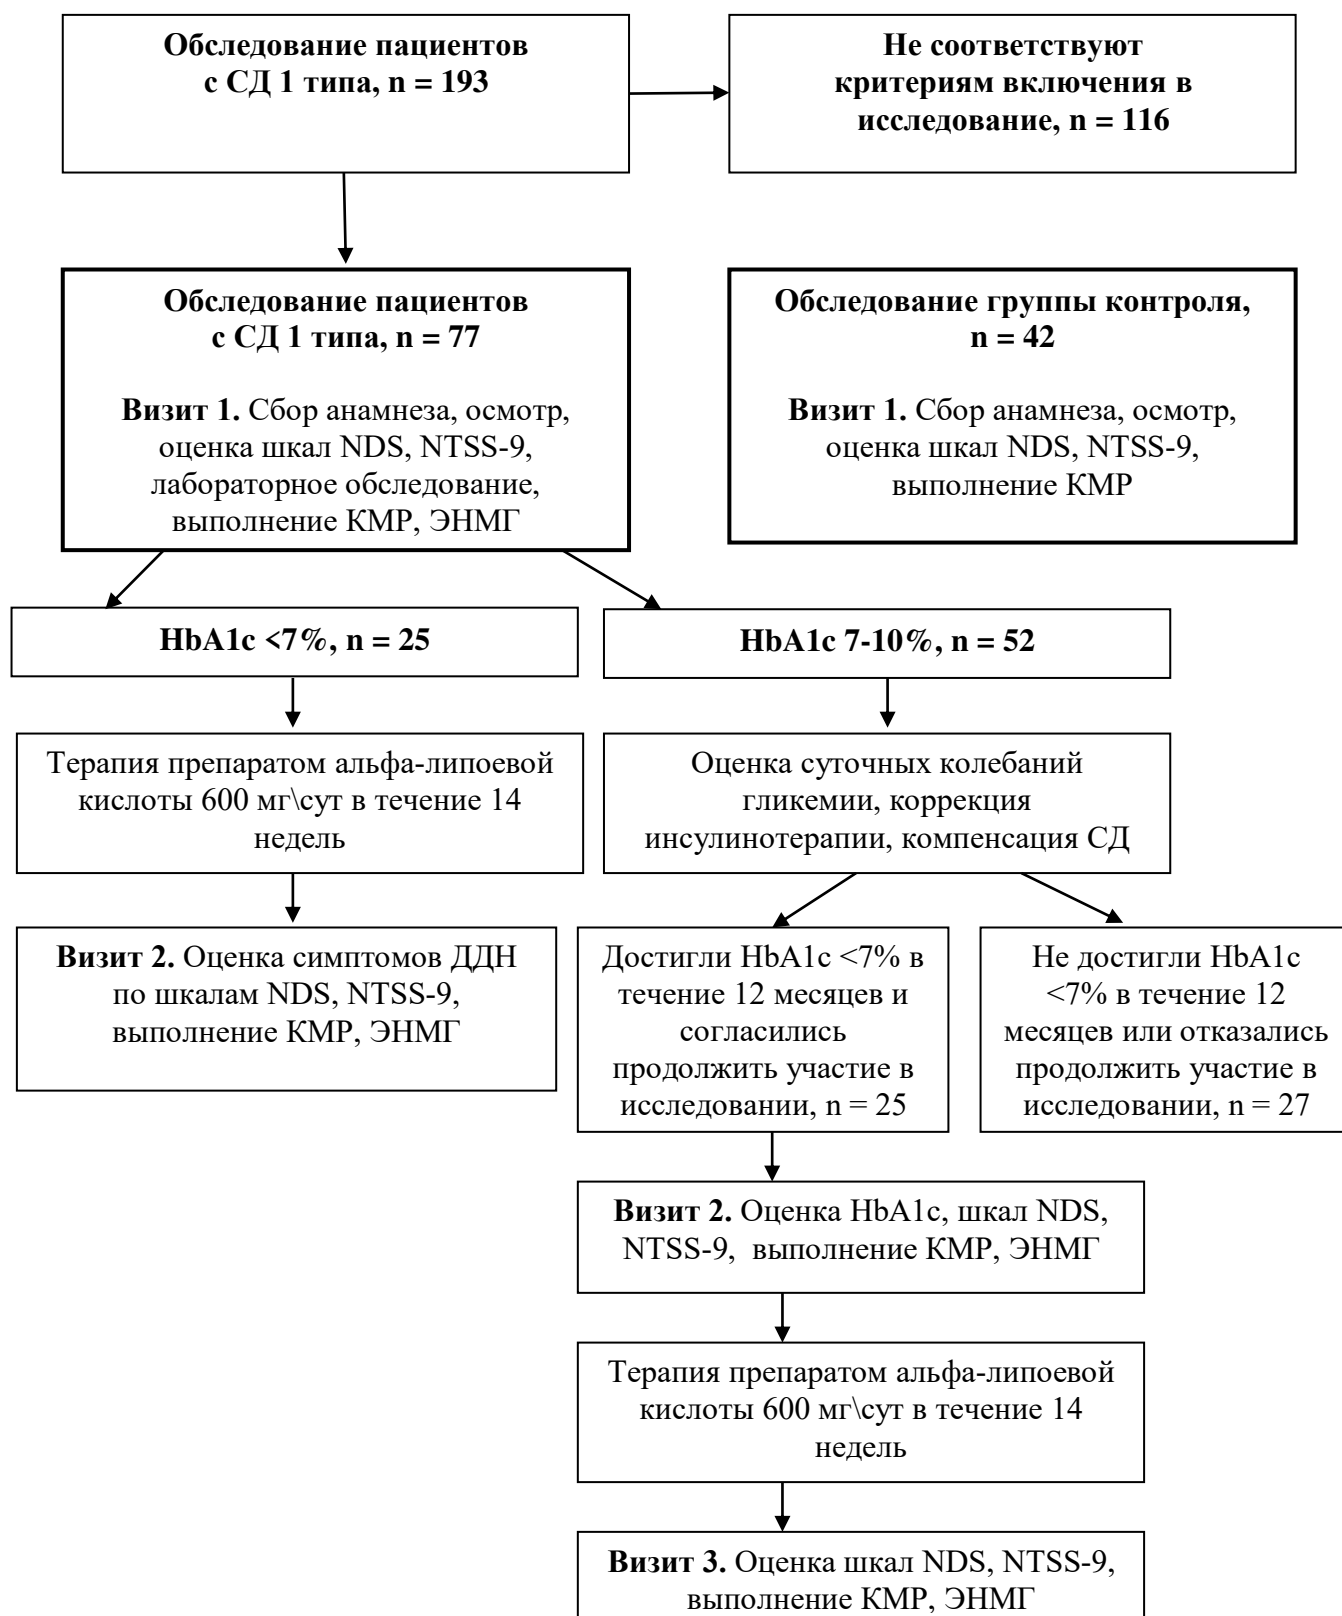 Обследование пациентов
с СД 1 типа, n = 193
Не соответствуют
критериям включения в
исследование, n = 116
Обследование пациентов
с СД 1 типа, n = 77
Визит 1. Сбор анамнеза, осмотр,
оценка шкал NDS, NTSS-9,
лабораторное обследование,
выполнение КМР, ЭНМГ
Обследование группы контроля,
n = 42
Визит 1. Сбор анамнеза, осмотр,
оценка шкал NDS, NTSS-9,
выполнение КМР
HbA1c <7%, n = 25
HbA1c 7-10%, n = 52
Терапия препаратом альфа-липоевой
кислоты 600 мг\сут в течение 14
недель
Оценка суточных колебаний
гликемии, коррекция
инсулинотерапии, компенсация СД
Визит 2. Оценка симптомов ДДН
по шкалам NDS, NTSS-9,
выполнение КМР, ЭНМГ
Достигли HbA1c <7% в
течение 12 месяцев и
согласились
продолжить участие в
исследовании, n = 25
Не достигли HbA1c
<7% в течение 12
месяцев или отказались
продолжить участие в
исследовании, n = 27
Визит 2. Оценка HbA1c, шкал NDS,
NTSS-9, выполнение КМР, ЭНМГ
Терапия препаратом альфа-липоевой
кислоты 600 мг\сут в течение 14
недель
Визит 3. Оценка шкал NDS, NTSS-9,
выполнение КМР, ЭНМГ